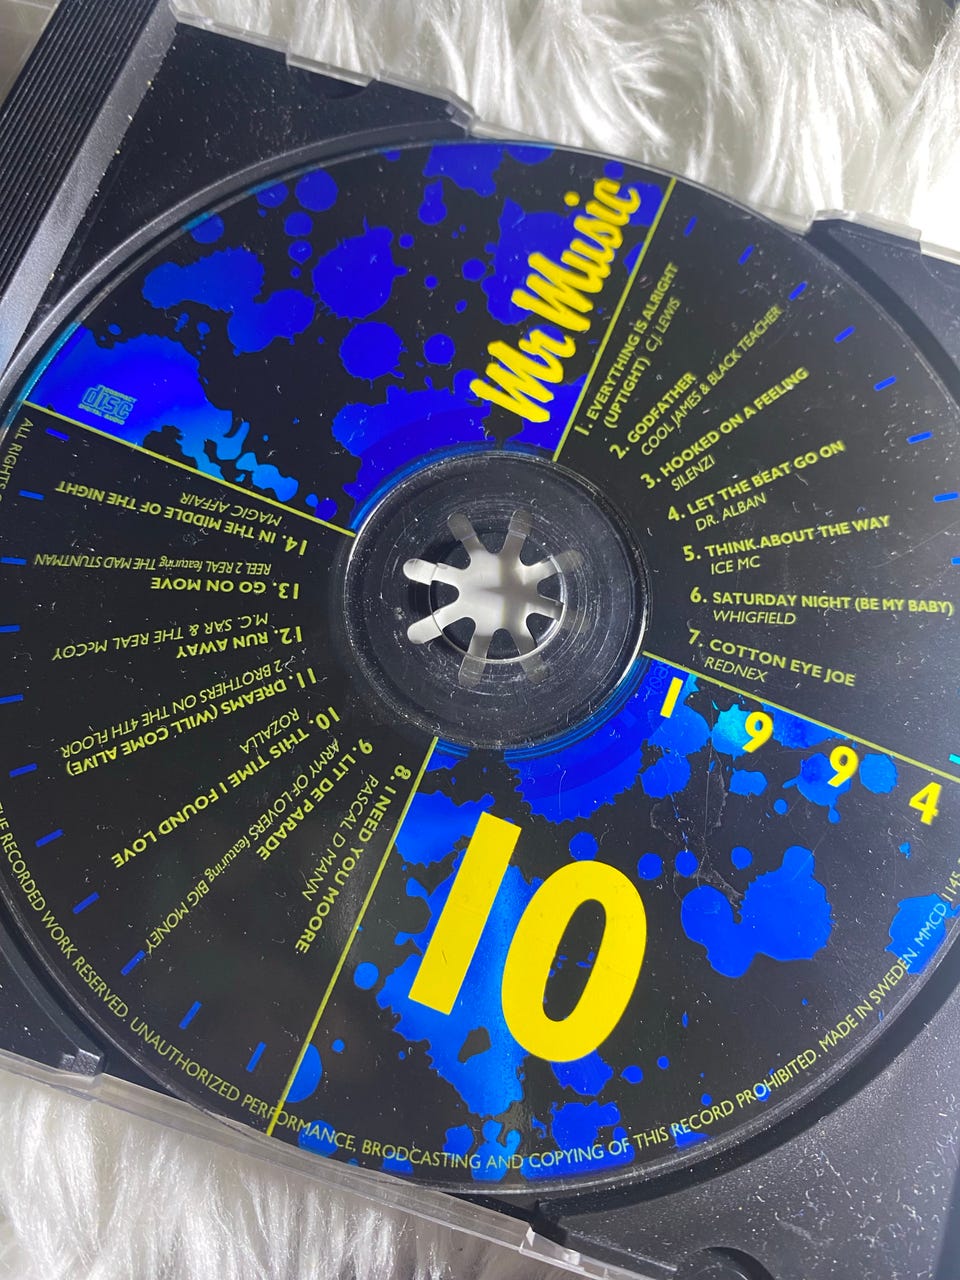 Mr Music
1. EVERYTHING IS ALRIGHT
(UPTIGHT) C.J. LEWIS
2. GODFATHER
COOL JAMES & BLACK TEACHER
3. HOOKED ON A FEELING
SILENZI
4. LET THE BEAT GO ON
DR. ALBAN
5. THINK ABOUT THE WAY
ICE MC
6. SATURDAY NIGHT (BE MY BABY)
WHIGFIELD
7. COTTON EYE JOE
REDNEX
1994
10
8. I NEED YOU MOORE
PASCAL D MANN
9. LIT DE PARADE
ARMY OF LOVERS featuring BIG MONEY
10. THIS TIME I FOUND LOVE
ROZALLA
11. DREAMS (WILL COME ALIVE)
2 BROTHERS ON THE 4TH FLOOR
12. RUN AWAY
M.C. SAR & THE REAL McCOY
13. GO ON MOVE
REEL 2 REAL featuring THE MAD STUNTMAN
14. IN THE MIDDLE OF THE NIGHT
MAGIC AFFAIR
COMPACT
disc
DIGITAL AUDIO
ALL RIGHTS
THE RECORDED WORK RESERVED. UNAUTHORIZED PERFORMANCE, BRODCASTING AND COPYING OF THIS RECORD PROHIBITED. MADE IN SWEDEN. MMCD 1145